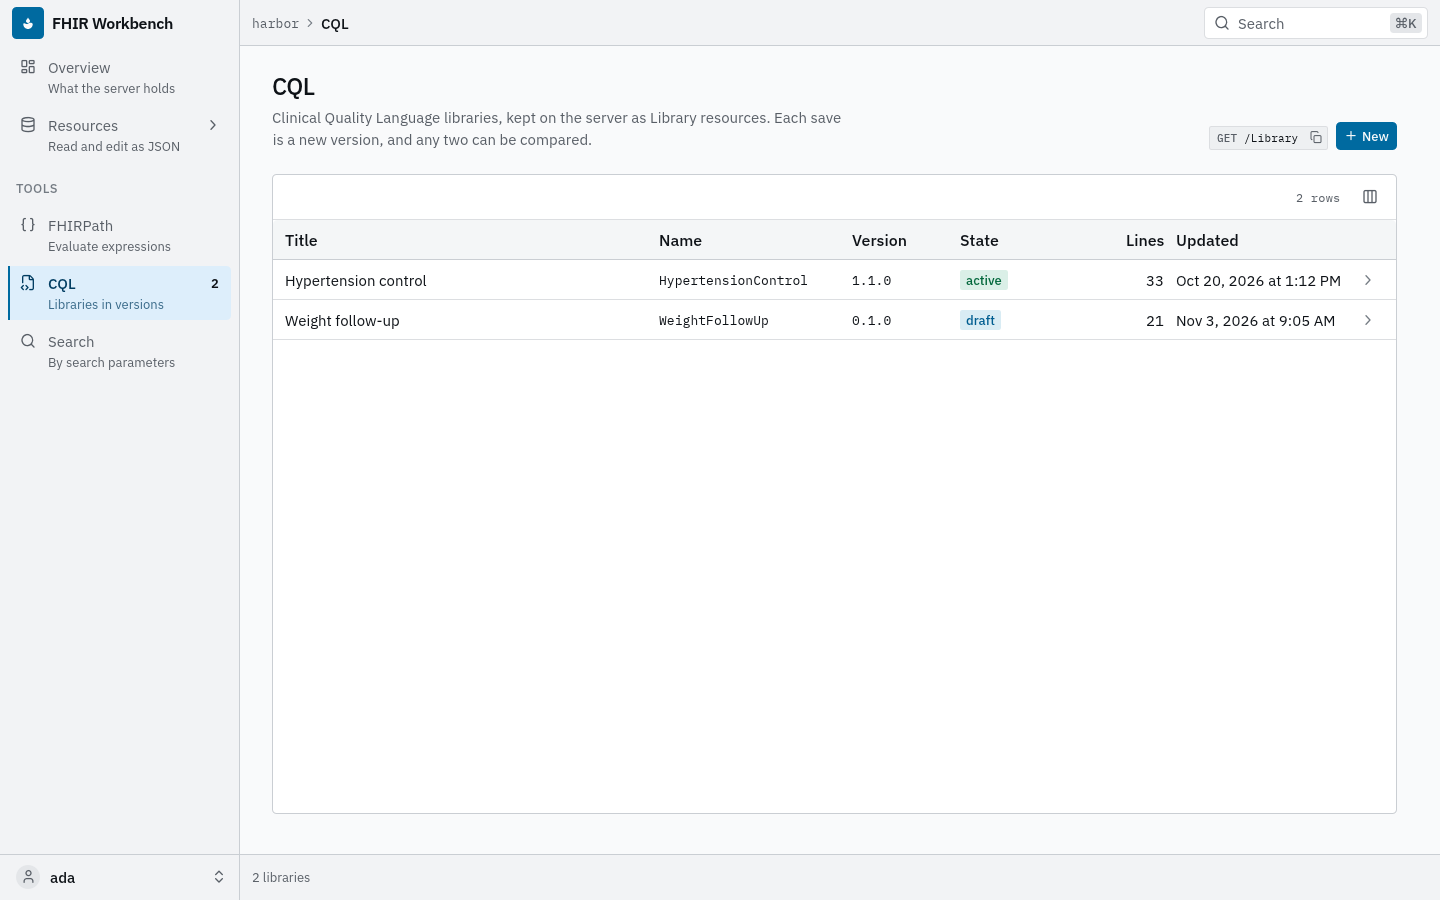 FHIR Workbench
Overview
What the server holds
Resources
Read and edit as JSON
TOOLS
FHIRPath
Evaluate expressions
CQL 2
Libraries in versions
Search
By search parameters
ada
harbor > CQL
Search ⌘K
CQL
Clinical Quality Language libraries, kept on the server as Library resources. Each save
is a new version, and any two can be compared.
GET /Library
+ New
2 rows
Title Name Version State Lines Updated
Hypertension control HypertensionControl 1.1.0 active 33 Oct 20, 2026 at 1:12 PM
Weight follow-up WeightFollowUp 0.1.0 draft 21 Nov 3, 2026 at 9:05 AM
2 libraries